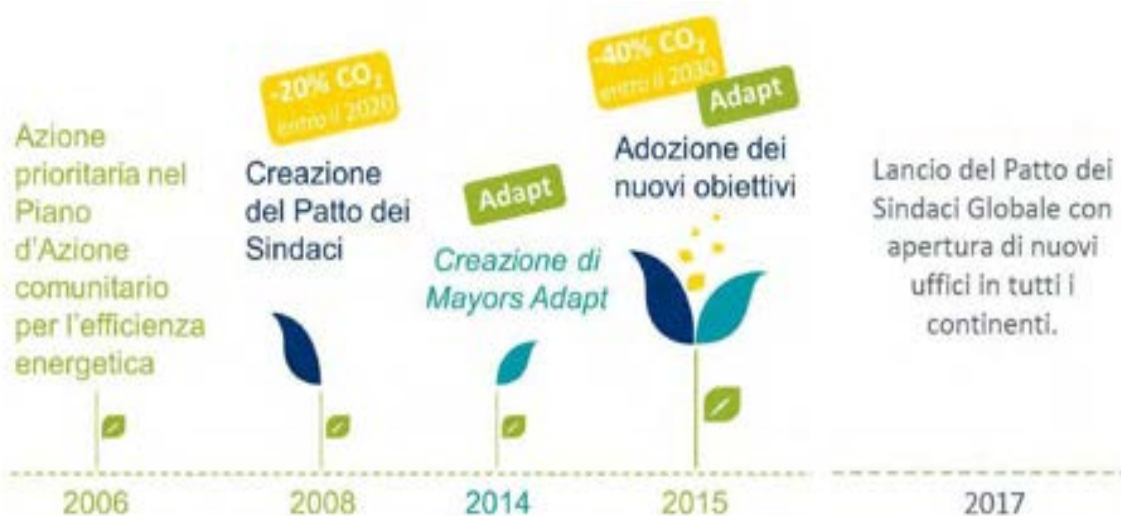 Azione
prioritaria nel
Piano
d'Azione
comunitario
per l'efficienza
energetica
2006
-20% CO₂
entro il 2020
Creazione
del Patto dei
Sindaci
2008
Adapt
Creazione di
Mayors Adapt
2014
-40% CO₂
entro il 2030
Adapt
Adozione dei
nuovi obiettivi
2015
Lancio del Patto dei
Sindaci Globale con
apertura di nuovi
uffici in tutti i
continenti.
2017